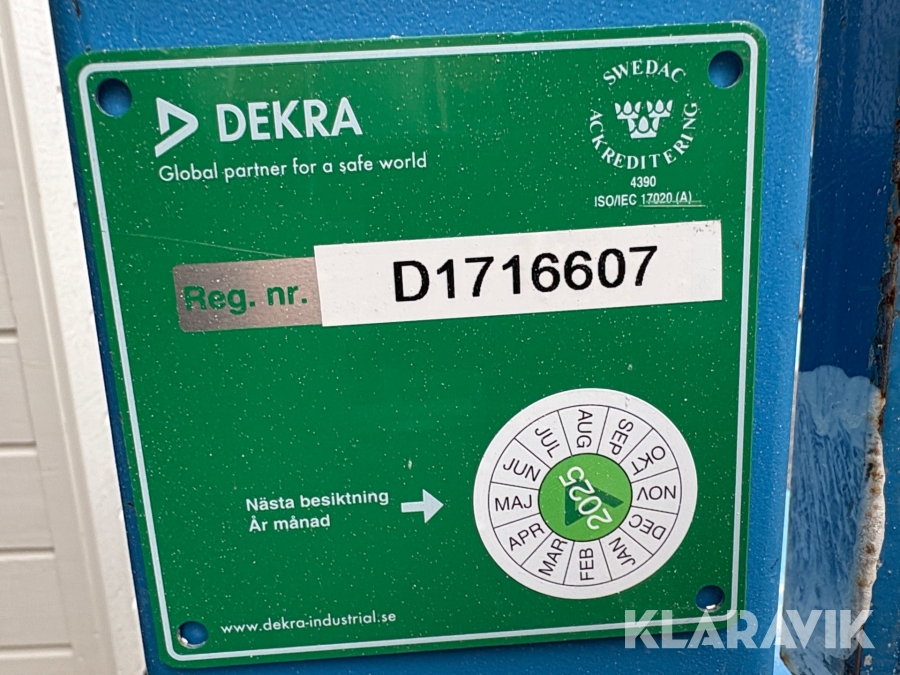 DEKRA
Global partner for a safe world
SWEDAC
ACKREDITERING
4390
ISO/IEC 17020 (A)
Reg. nr.
D1716607
Nästa besiktning
År månad
JAN
FEB
MAR
APR
MAJ
JUN
JUL
AUG
SEP
OKT
NOV
DEC
2025
www.dekra-industrial.se
KLARAVIK